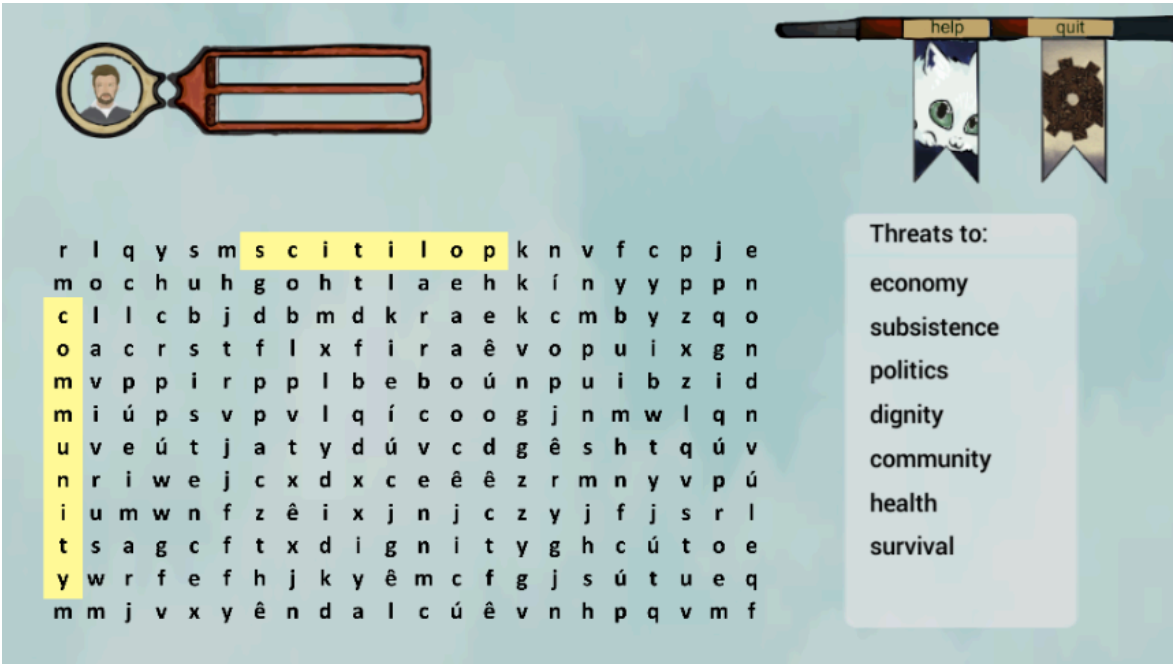 help
quit
r l q y s m s c i t i l o p k n v f c p j e
m o c h u h g o h t l a e h k í n y y p p n
c l l c b j d b m d k r a e k c m b y z q o
o a c r s t f l x f i r a ê v o p u i x g n
m v p p i r p p l b e b o ú n p u i b z i d
m i ú p s v p v l q í c o o g j n m w l q n
u v e ú t j a t y d ú v c d g ê s h t q ú v
n r i w e j c x d x c e ê ê z r m n y v p ú
i u m w n f z ê i x j n j c z y j f j s r l
t s a g c f t x d i g n i t y g h c ú t o e
y w r f e f h j k y ê m c f g j s ú t u e q
m m j v x y ê n d a l c ú ê v n h p q v m f
Threats to:
economy
subsistence
politics
dignity
community
health
survival